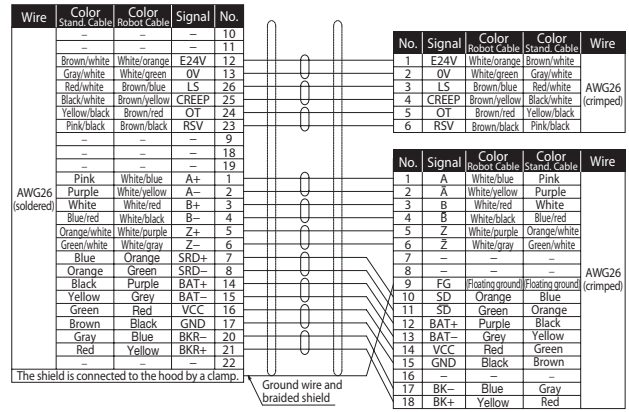 Wire Color Stand. Cable Color Robot Cable Signal No.
– – – 10
– – – 11
Brown/white White/orange E24V 12
Gray/white White/green 0V 13
Red/white Brown/blue LS 26
Black/white Brown/yellow CREEP 25
Yellow/black Brown/red OT 24
Pink/black Brown/black RSV 23
– – – 9
– – – 18
– – – 19
Pink White/blue A+ 1
AWG26 (soldered) Purple White/yellow A– 2
White White/red B+ 3
Blue/red White/black B– 4
Orange/white White/purple Z+ 5
Green/white White/gray Z– 6
Blue Orange SRD+ 7
Orange Green SRD– 8
Black Purple BAT+ 14
Yellow Grey BAT– 15
Green Red VCC 16
Brown Black GND 17
Gray Blue BKR– 20
Red Yellow BKR+ 21
– – – 22
The shield is connected to the hood by a clamp.
Ground wire and
braided shield
No. Signal Color Robot Cable Color Stand. Cable Wire
1 E24V White/orange Brown/white
2 0V White/green Gray/white
3 LS Brown/blue Red/white AWG26
4 CREEP Brown/yellow Black/white (crimped)
5 OT Brown/red Yellow/black
6 RSV Brown/black Pink/black
No. Signal Color Robot Cable Color Stand. Cable Wire
1 A White/blue Pink
2 A̅ White/yellow Purple
3 B White/red White
4 B̅ White/black Blue/red
5 Z White/purple Orange/white
6 Z̅ White/gray Green/white
7 – – –
8 – – – AWG26
9 FG (Floating ground) (Floating ground) (crimped)
10 SD Orange Blue
11 S̅D̅ Green Orange
12 BAT+ Purple Black
13 BAT– Grey Yellow
14 VCC Red Green
15 GND Black Brown
16 – – –
17 BK– Blue Gray
18 BK+ Yellow Red